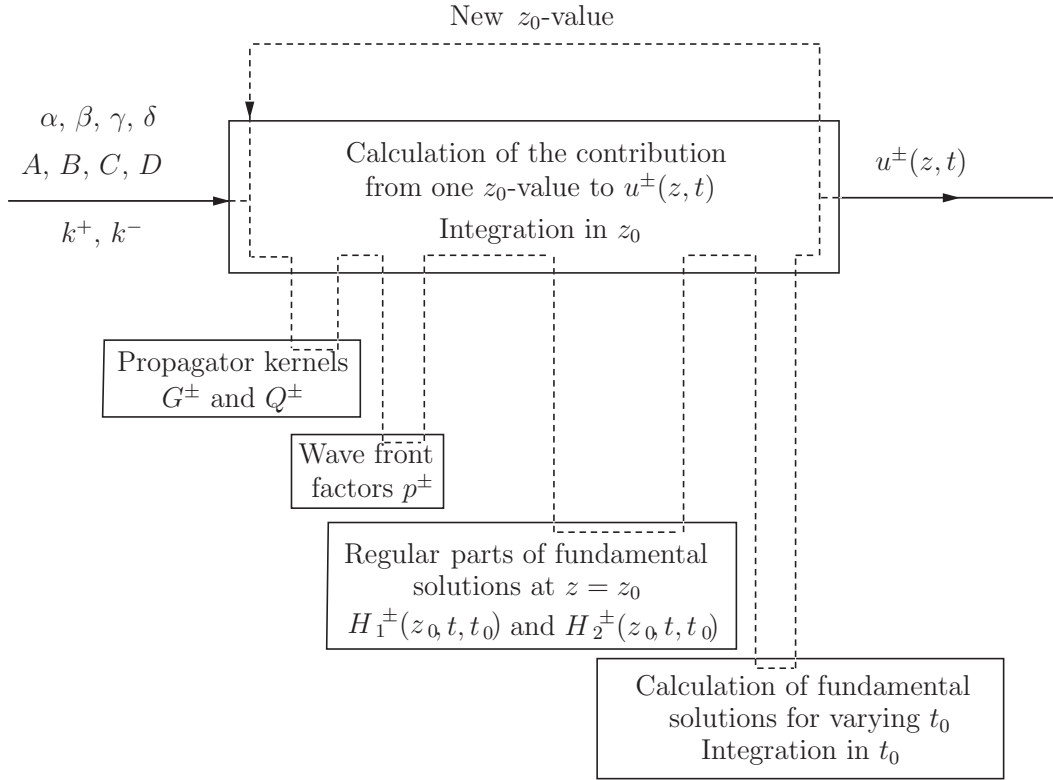 New z₀-value
α, β, γ, δ
A, B, C, D
k⁺, k⁻
Calculation of the contribution
from one z₀-value to u±(z, t)
Integration in z₀
u±(z, t)
Propagator kernels
G± and Q±
Wave front
factors p±
Regular parts of fundamental
solutions at z = z₀
H₁±(z₀, t, t₀) and H₂±(z₀, t, t₀)
Calculation of fundamental
solutions for varying t₀
Integration in t₀